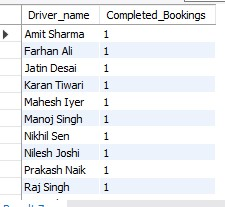 Driver_name Completed_Bookings
Amit Sharma 1
Farhan Ali 1
Jatin Desai 1
Karan Tiwari 1
Mahesh Iyer 1
Manoj Singh 1
Nikhil Sen 1
Nilesh Joshi 1
Prakash Naik 1
Raj Singh 1